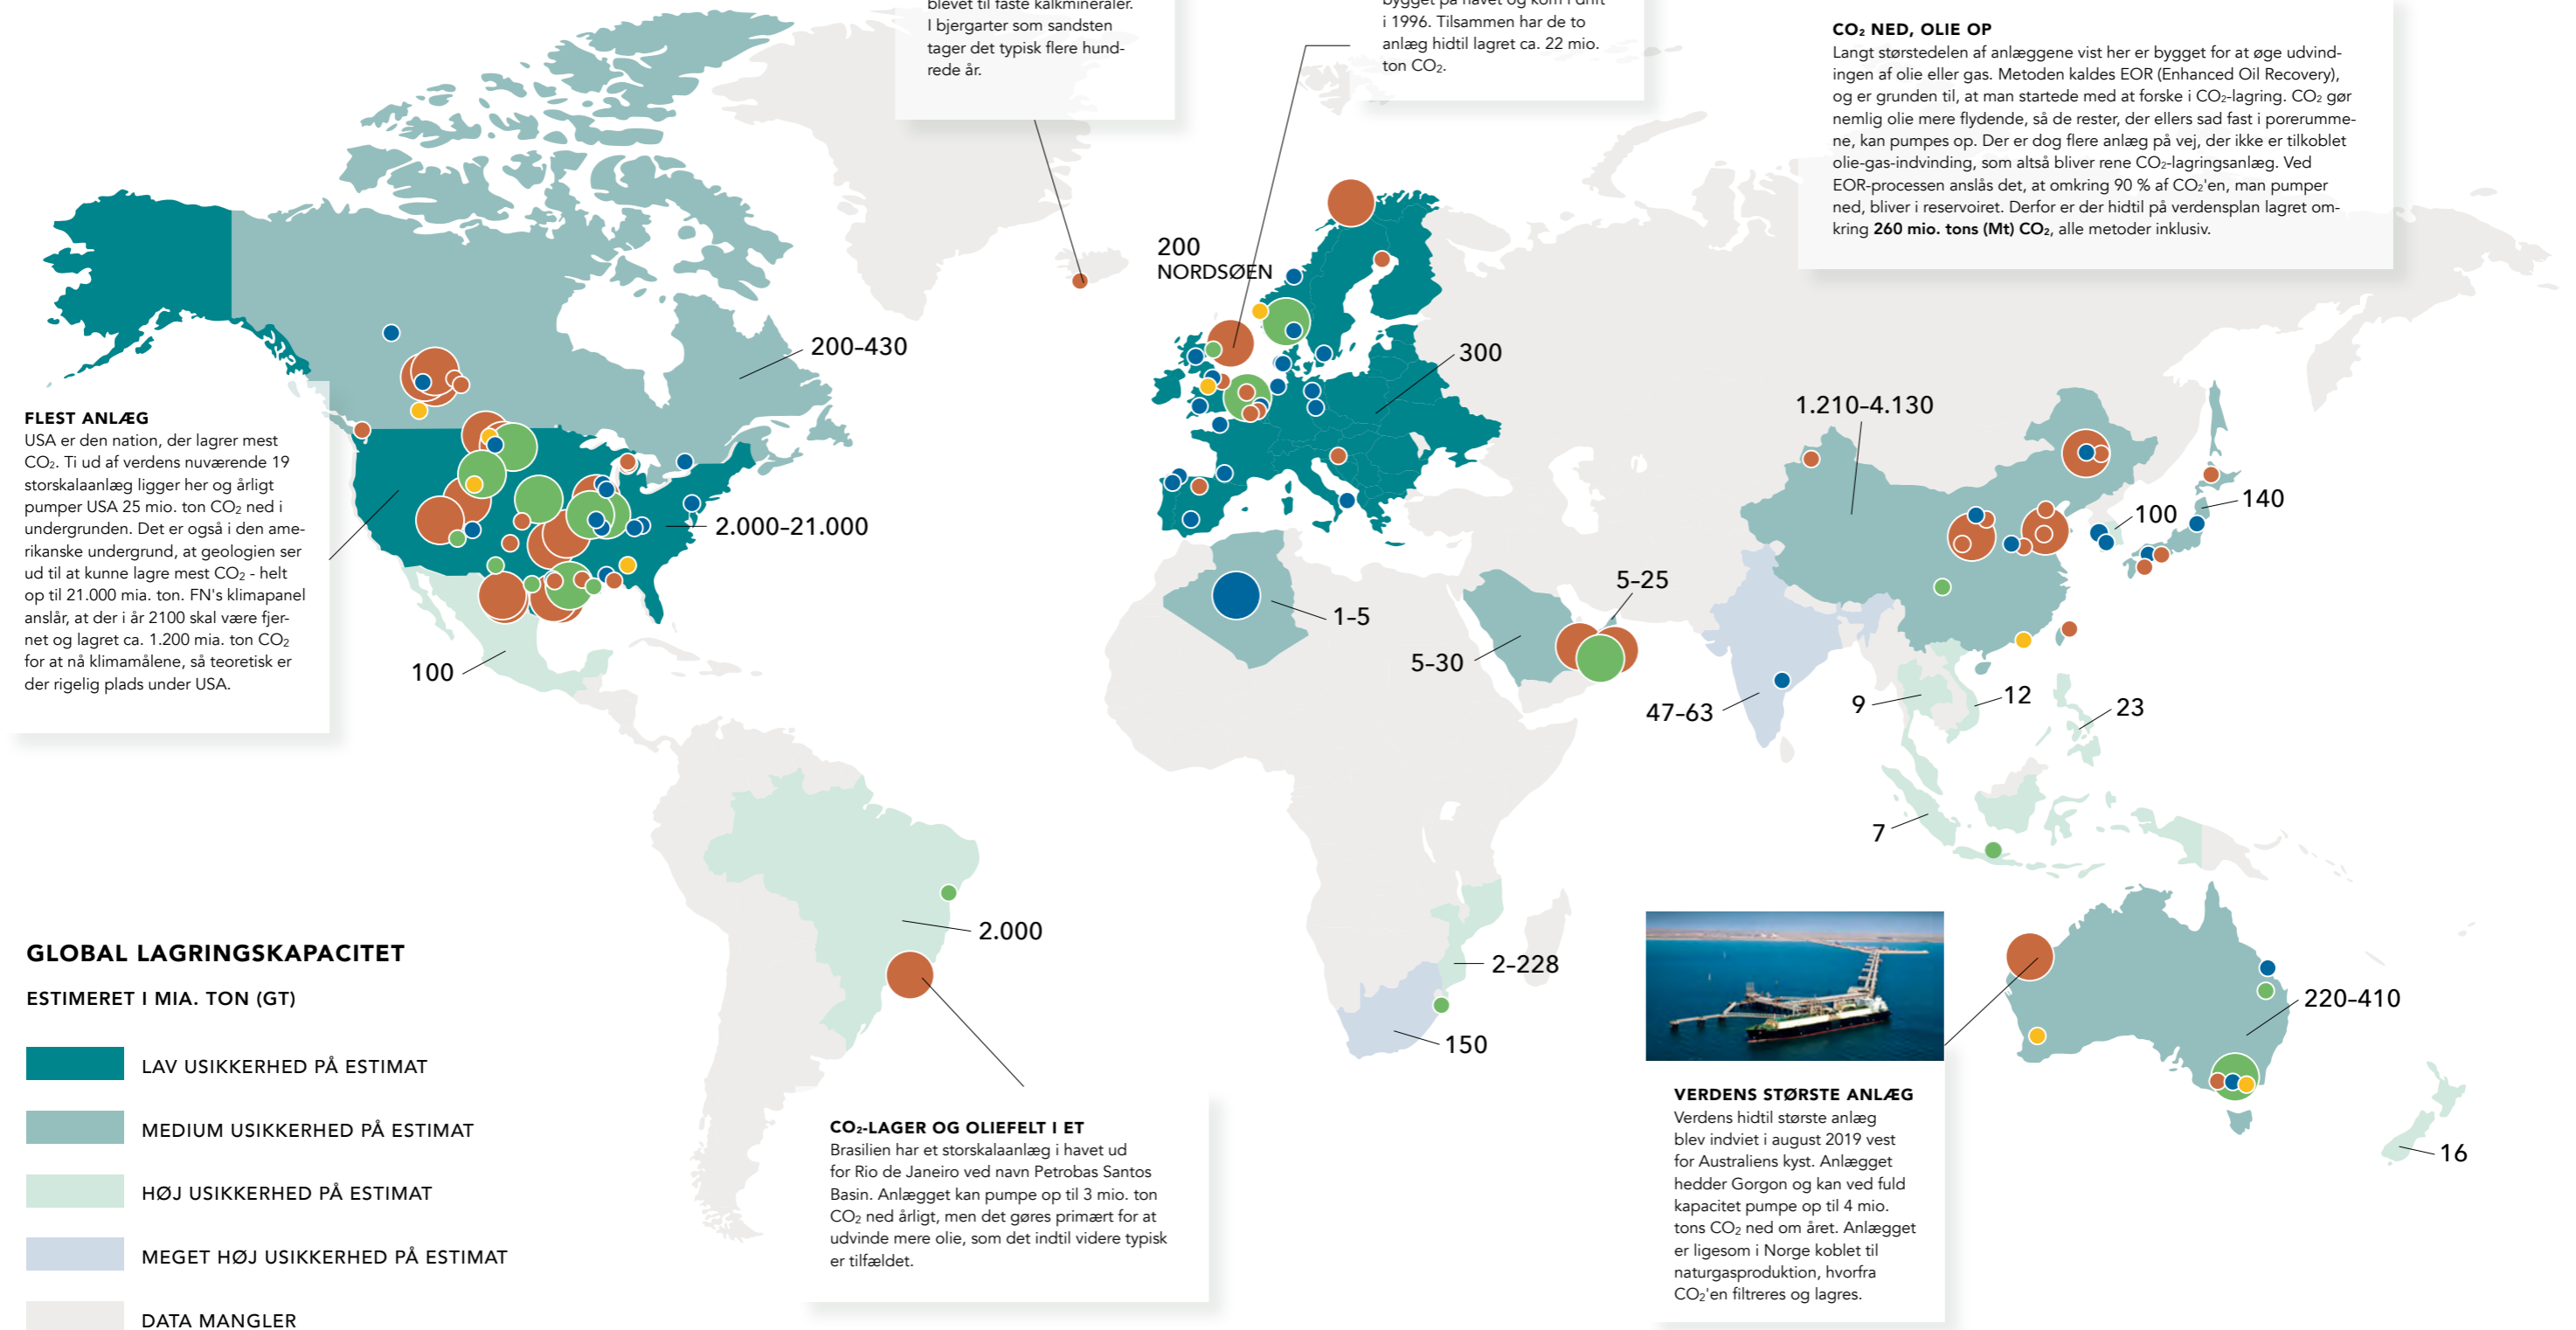 blevet til faste kalkmineraler.
I bjergarter som sandsten
tager det typisk flere hund-
rede år.
bygget på havet og kom i drift
i 1996. Tilsammen har de to
anlæg hidtil lagret ca. 22 mio.
ton CO₂.
CO₂ NED, OLIE OP
Langt størstedelen af anlæggene vist her er bygget for at øge udvind-
ingen af olie eller gas. Metoden kaldes EOR (Enhanced Oil Recovery),
og er grunden til, at man startede med at forske i CO₂-lagring. CO₂ gør
nemlig olie mere flydende, så de rester, der ellers sad fast i porerumme-
ne, kan pumpes op. Der er dog flere anlæg på vej, der ikke er tilkoblet
olie-gas-indvinding, som altså bliver rene CO₂-lagringsanlæg. Ved
EOR-processen anslås det, at omkring 90 % af CO₂'en, man pumper
ned, bliver i reservoiret. Derfor er der hidtil på verdensplan lagret om-
kring 260 mio. tons (Mt) CO₂, alle metoder inklusiv.
200
NORDSØEN
200–430
300
1.210–4.130
FLEST ANLÆG
USA er den nation, der lagrer mest
CO₂. Ti ud af verdens nuværende 19
storskalaanlæg ligger her og årligt
pumper USA 25 mio. ton CO₂ ned i
undergrunden. Det er også i den ame-
rikanske undergrund, at geologien ser
ud til at kunne lagre mest CO₂ - helt
op til 21.000 mia. ton. FN's klimapanel
anslår, at der i år 2100 skal være fjer-
net og lagret ca. 1.200 mia. ton CO₂
for at nå klimamålene, så teoretisk er
der rigelig plads under USA.
2.000–21.000
100
140
5–25
1–5
5–30
100
47–63
9
12
23
7
2.000
2–228
150
220–410
16
GLOBAL LAGRINGSKAPACITET
ESTIMERET I MIA. TON (GT)
LAV USIKKERHED PÅ ESTIMAT
MEDIUM USIKKERHED PÅ ESTIMAT
HØJ USIKKERHED PÅ ESTIMAT
MEGET HØJ USIKKERHED PÅ ESTIMAT
DATA MANGLER
CO₂-LAGER OG OLIEFELT I ET
Brasilien har et storskalaanlæg i havet ud
for Rio de Janeiro ved navn Petrobas Santos
Basin. Anlægget kan pumpe op til 3 mio. ton
CO₂ ned årligt, men det gøres primært for at
udvinde mere olie, som det indtil videre typisk
er tilfældet.
VERDENS STØRSTE ANLÆG
Verdens hidtil største anlæg
blev indviet i august 2019 vest
for Australiens kyst. Anlægget
hedder Gorgon og kan ved fuld
kapacitet pumpe op til 4 mio.
tons CO₂ ned om året. Anlægget
er ligesom i Norge koblet til
naturgasproduktion, hvorfra
CO₂'en filtreres og lagres.